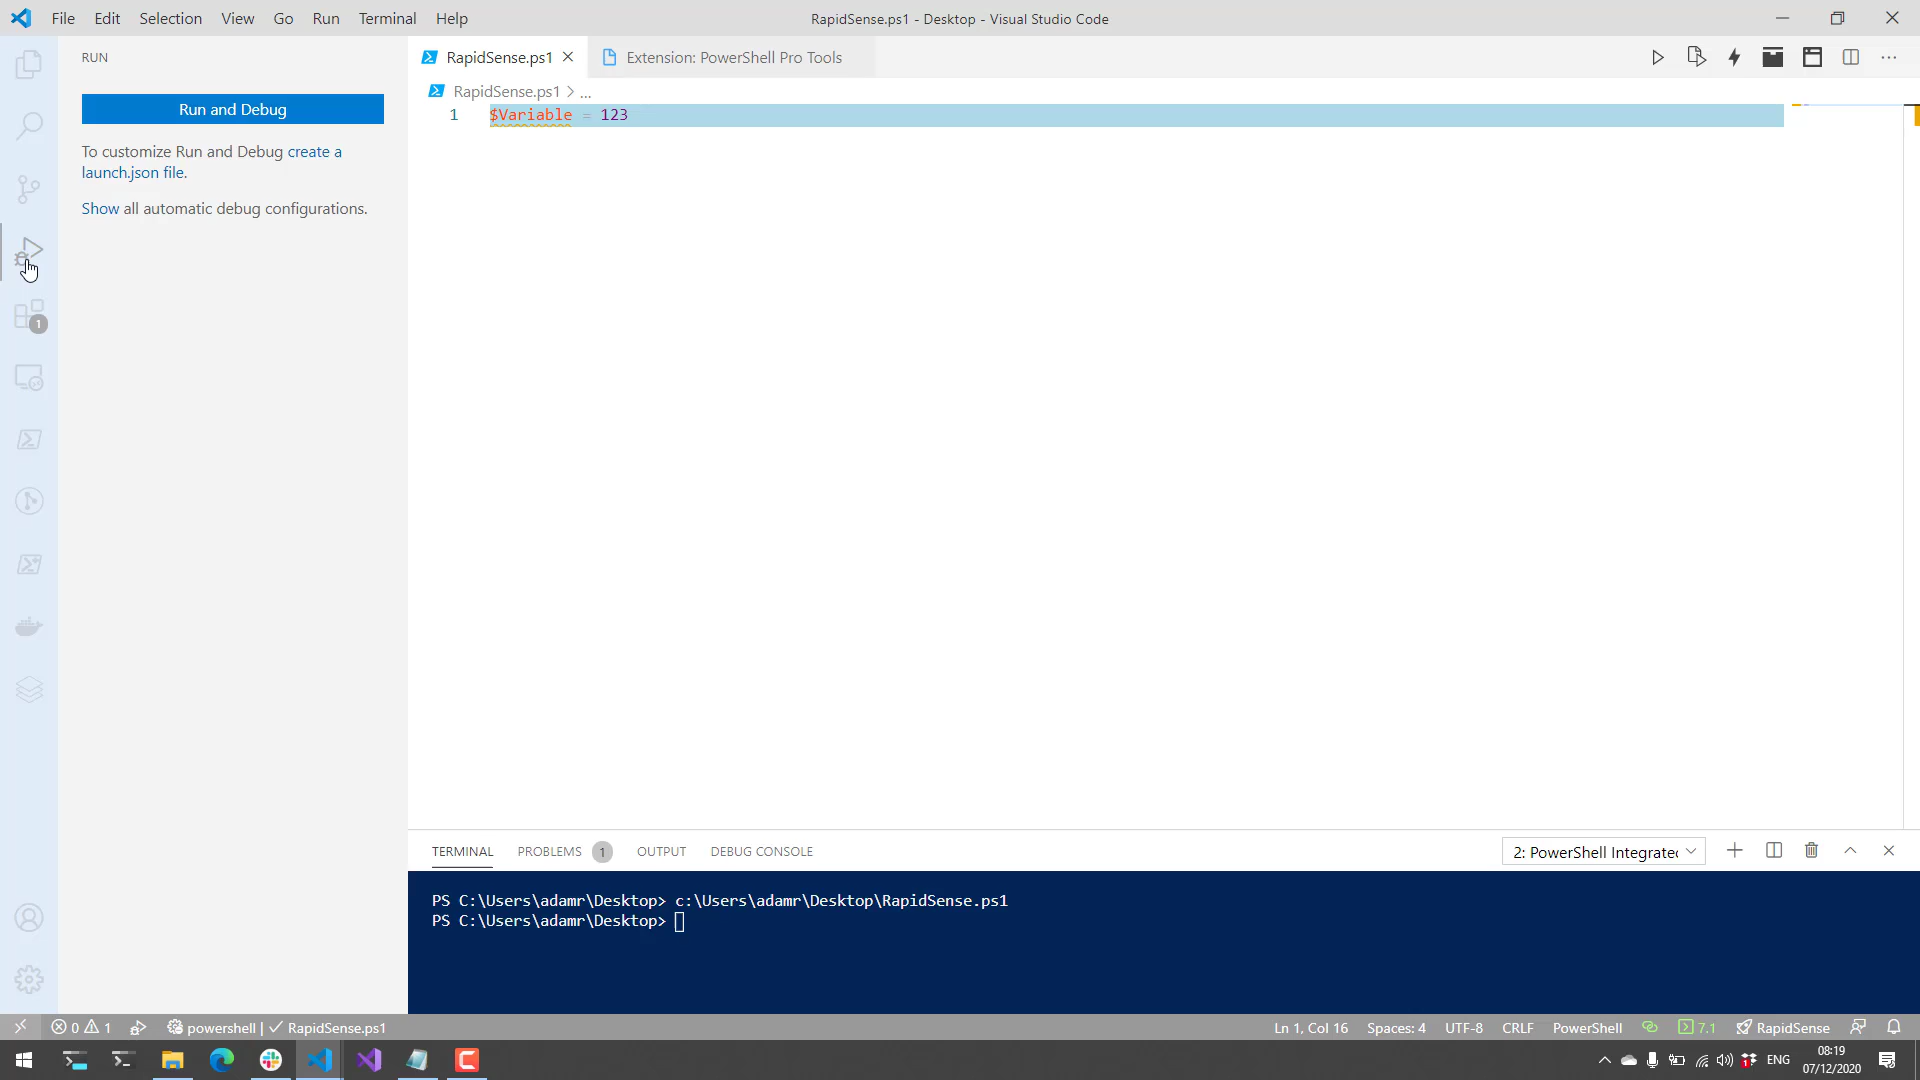 File Edit Selection View Go Run Terminal Help
RapidSense.ps1 - Desktop - Visual Studio Code
RUN
RapidSense.ps1
Extension: PowerShell Pro Tools
Run and Debug
RapidSense.ps1 > ...
1 $Variable = 123
To customize Run and Debug create a
launch.json file.
Show all automatic debug configurations.
1
TERMINAL PROBLEMS 1 OUTPUT DEBUG CONSOLE
2: PowerShell Integrated
PS C:\Users\adamr\Desktop> c:\Users\adamr\Desktop\RapidSense.ps1
PS C:\Users\adamr\Desktop>
0 1 powershell | RapidSense.ps1
Ln 1, Col 16 Spaces: 4 UTF-8 CRLF PowerShell 7.1 RapidSense
ENG
08:19
07/12/2020